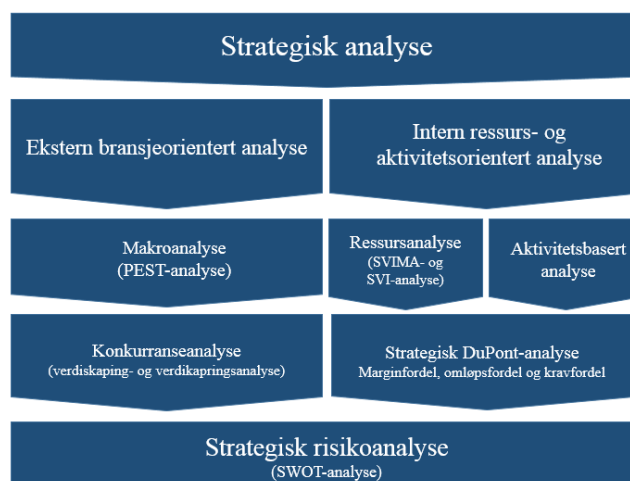 Strategisk analyse
Ekstern bransjeorientert analyse
Intern ressurs- og
aktivitetsorientert analyse
Makroanalyse
(PEST-analyse)
Ressursanalyse
(SVIMA- og
SVI-analyse)
Aktivitetsbasert
analyse
Konkurranseanalyse
(verdiskaping- og verdikapringsanalyse)
Strategisk DuPont-analyse
Marginfordel, omløpsfordel og kravfordel
Strategisk risikoanalyse
(SWOT-analyse)